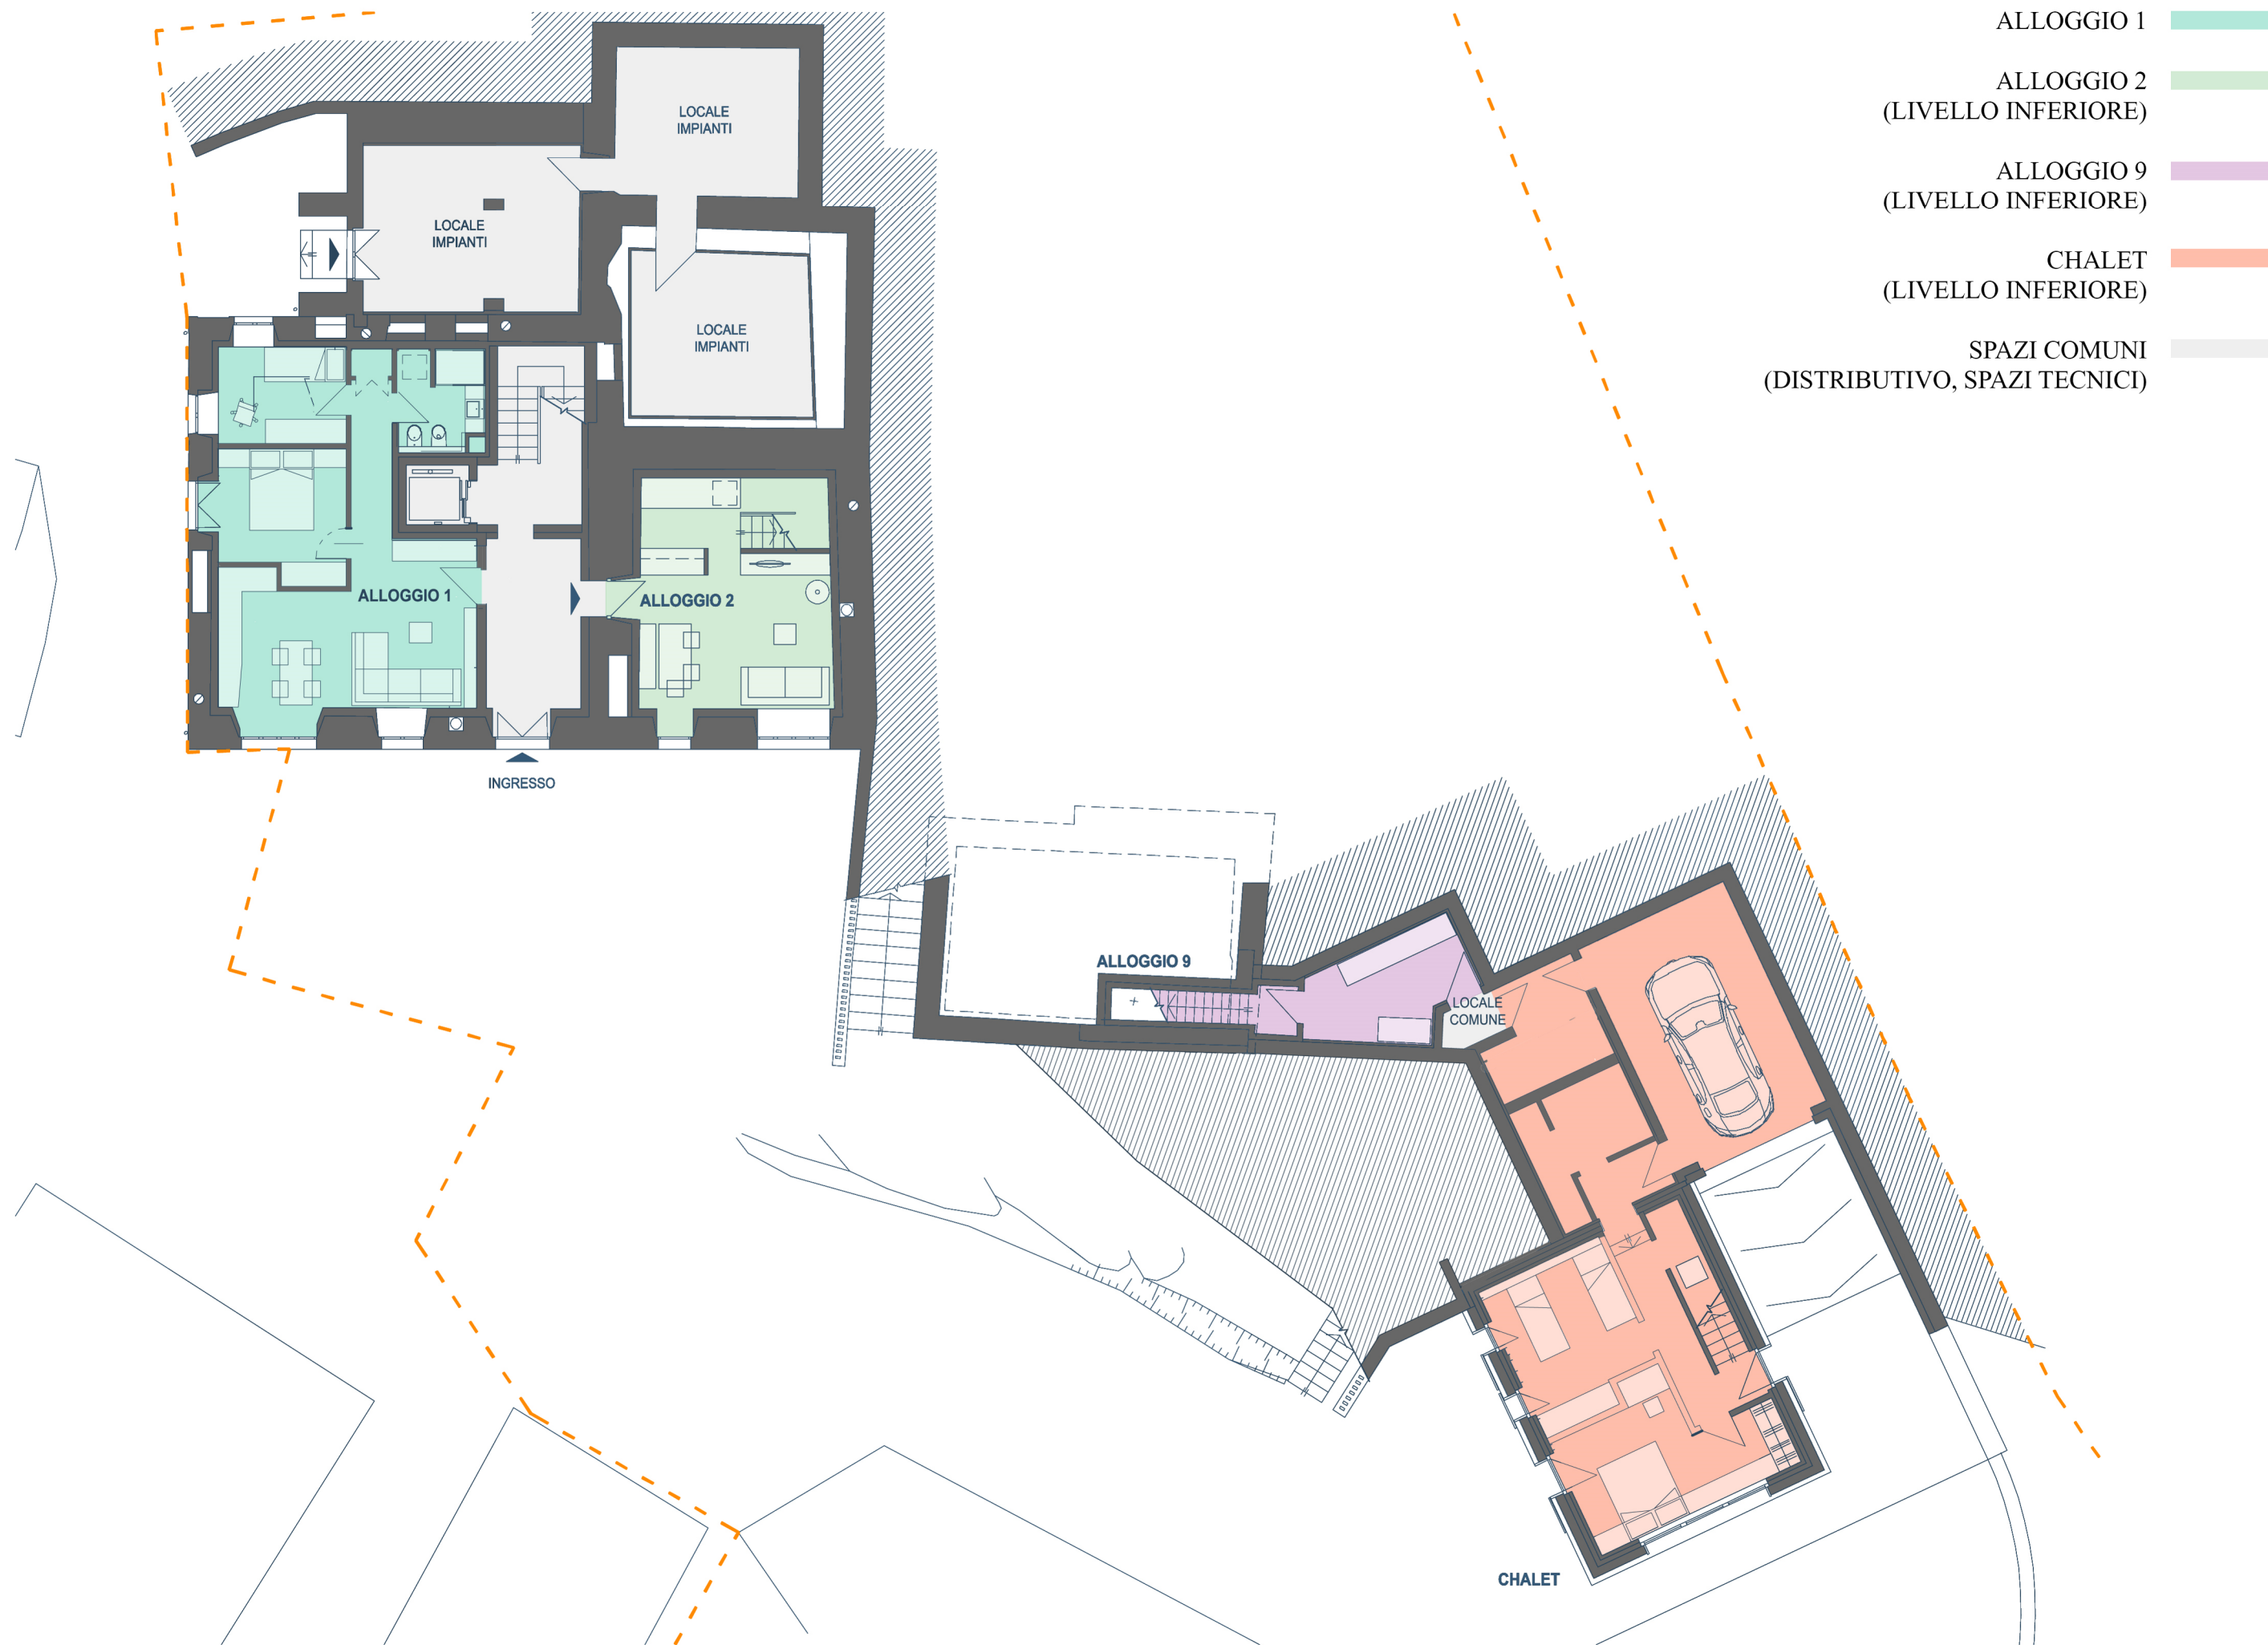 ALLOGGIO 1
ALLOGGIO 2
(LIVELLO INFERIORE)
ALLOGGIO 9
(LIVELLO INFERIORE)
CHALET
(LIVELLO INFERIORE)
SPAZI COMUNI
(DISTRIBUTIVO, SPAZI TECNICI)
LOCALE
IMPIANTI
LOCALE
IMPIANTI
LOCALE
IMPIANTI
ALLOGGIO 1
ALLOGGIO 2
INGRESSO
ALLOGGIO 9
LOCALE
COMUNE
CHALET